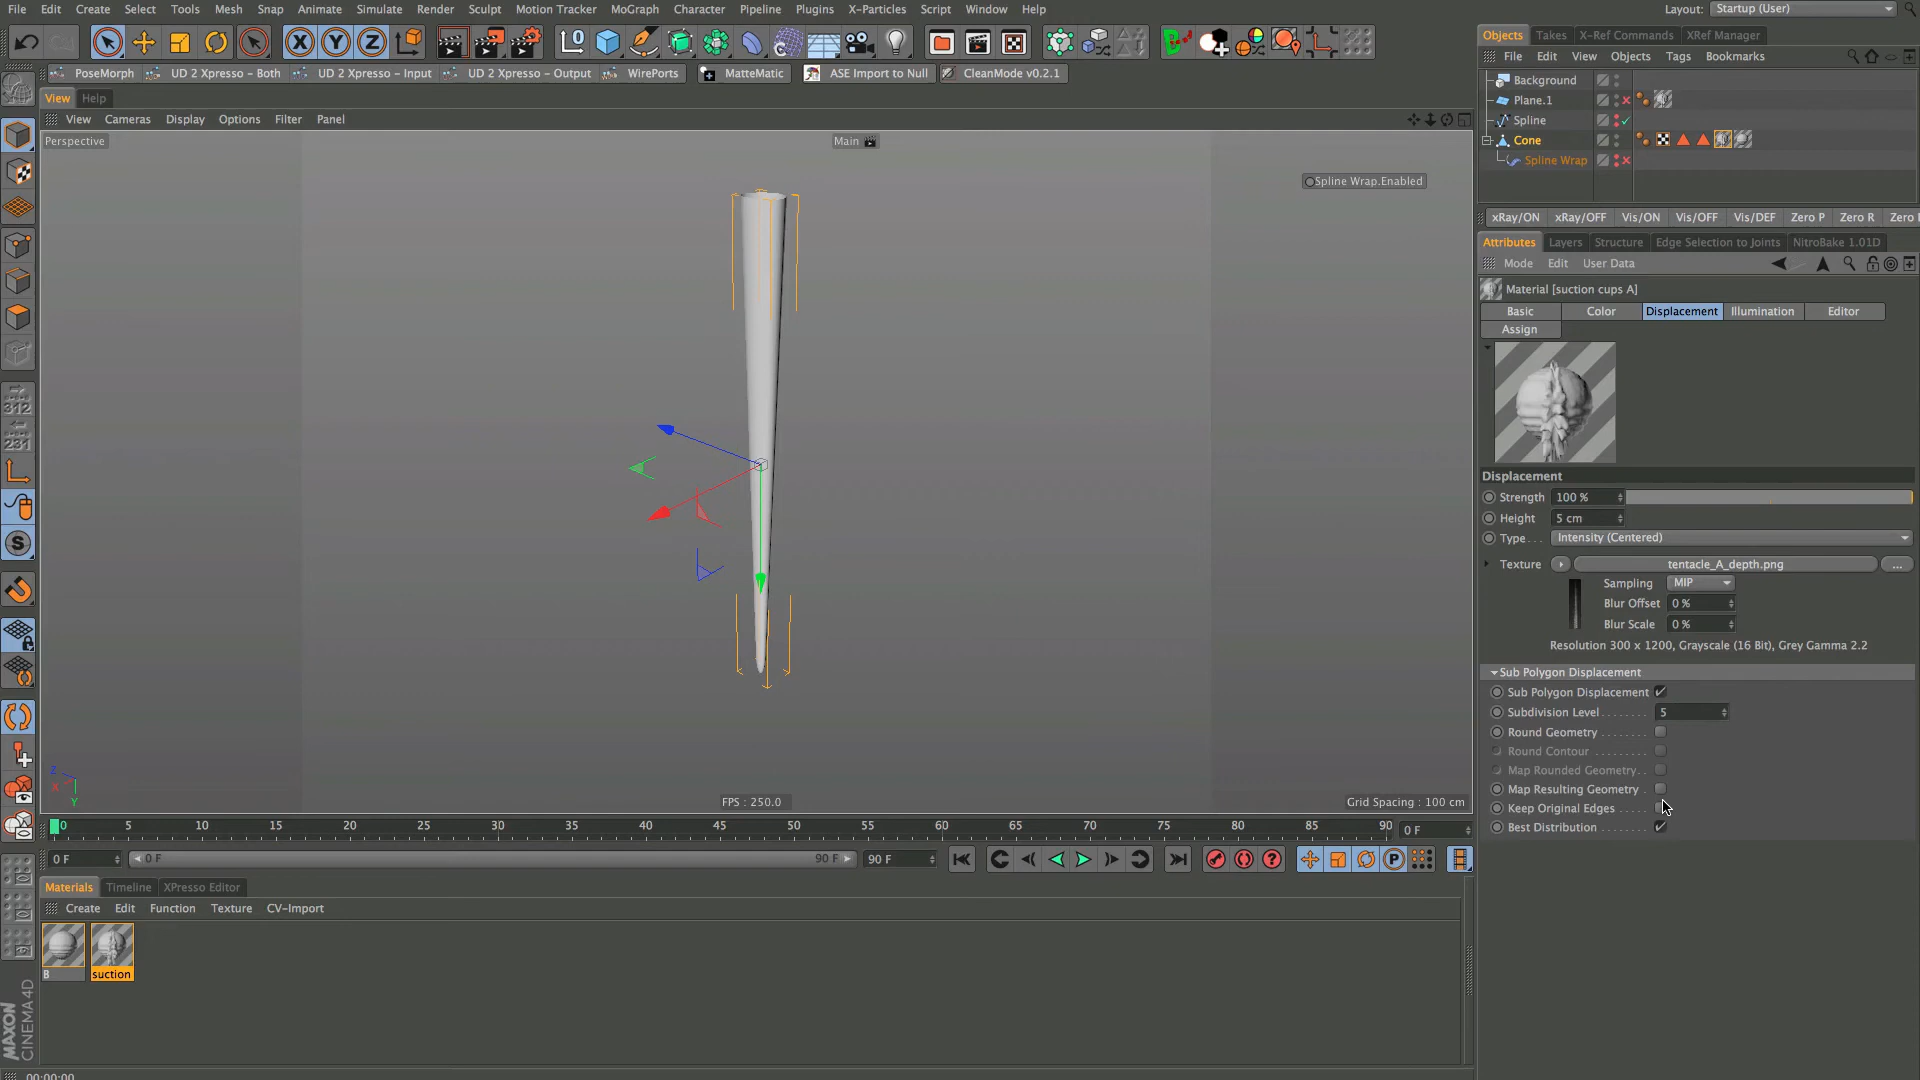 File Edit Create Select Tools Mesh Snap Animate Simulate Render Sculpt Motion Tracker MoGraph Character Pipeline Plugins X-Particles Script Window Help Layout: Startup (User)
PoseMorph UD 2 Xpresso - Both UD 2 Xpresso - Input UD 2 Xpresso - Output WirePorts MatteMatic ASE Import to Null CleanMode v0.2.1
View Help
View Cameras Display Options Filter Panel
Perspective Main
Spline Wrap.Enabled
Z X Y
FPS : 250.0 Grid Spacing : 100 cm
0 5 10 15 20 25 30 35 40 45 50 55 60 65 70 75 80 85 90 0 F
0 F 0 F 90 F 90 F
Materials Timeline XPresso Editor
Create Edit Function Texture CV-Import
B suction
MAXON
CINEMA 4D
00:00:00
Objects Takes X-Ref Commands XRef Manager
File Edit View Objects Tags Bookmarks
Background
Plane.1
Spline
Cone
Spline Wrap
xRay/ON xRay/OFF Vis/ON Vis/OFF Vis/DEF Zero P Zero R Zero
Attributes Layers Structure Edge Selection to Joints NitroBake 1.01D
Mode Edit User Data
Material [suction cups A]
Basic Color Displacement Illumination Editor
Assign
Displacement
Strength 100 %
Height 5 cm
Type . . . Intensity (Centered)
Texture tentacle_A_depth.png ...
Sampling MIP
Blur Offset 0 %
Blur Scale 0 %
Resolution 300 x 1200, Grayscale (16 Bit), Grey Gamma 2.2
Sub Polygon Displacement
Sub Polygon Displacement
Subdivision Level . . . . . . . 5
Round Geometry . . . . . . . .
Round Contour . . . . . . . . .
Map Rounded Geometry. .
Map Resulting Geometry .
Keep Original Edges . . . . .
Best Distribution . . . . . . . .